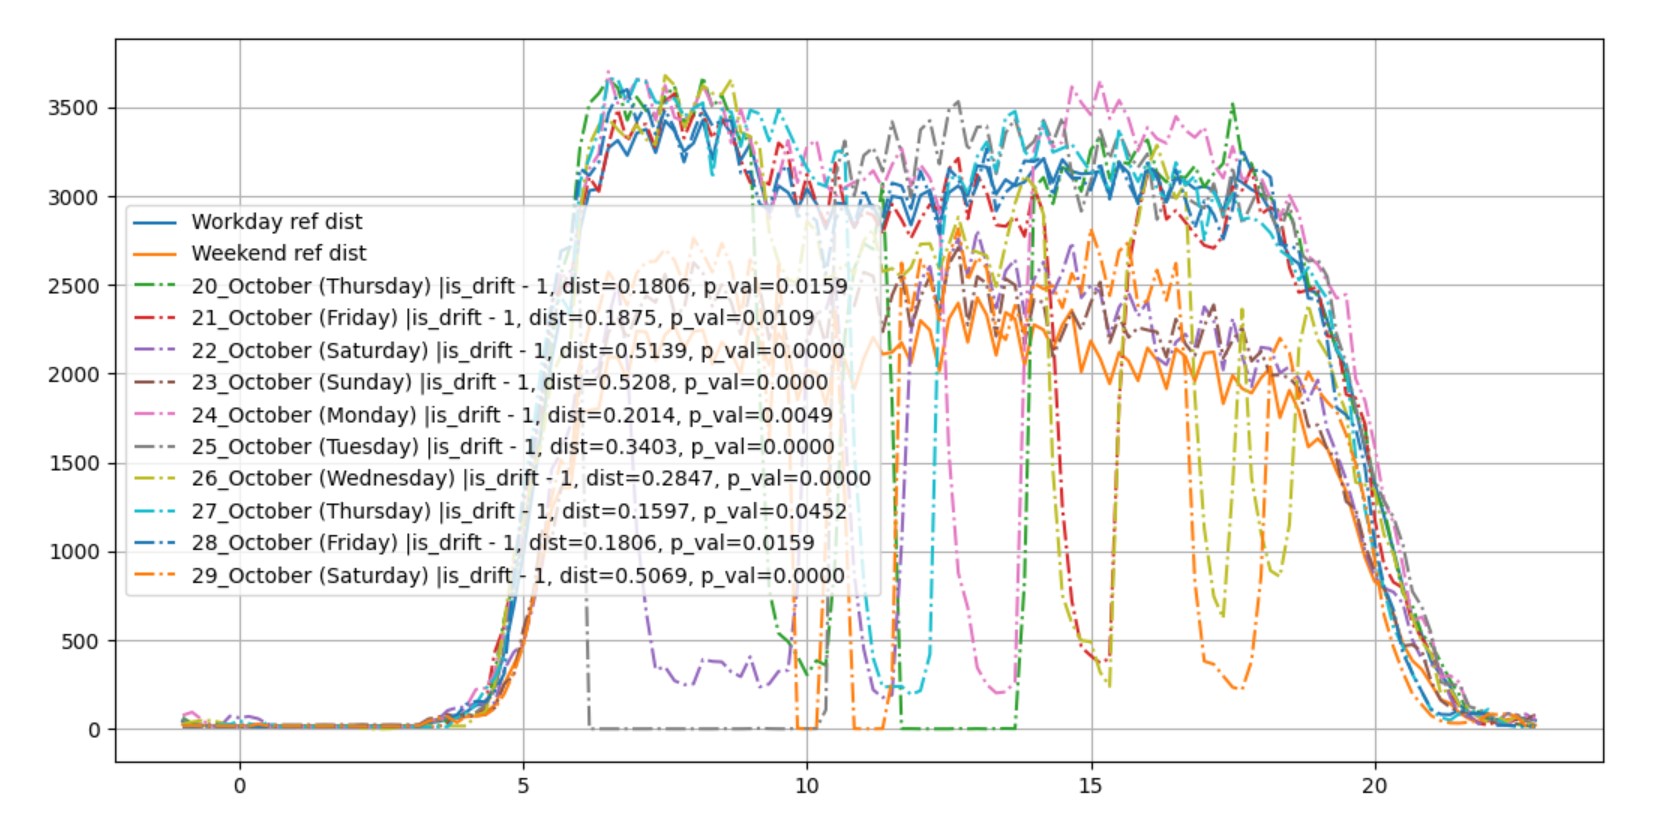 3500
3000
2500
2000
1500
1000
500
0
Workday ref dist
Weekend ref dist
20_October (Thursday) |is_drift - 1, dist=0.1806, p_val=0.0159
21_October (Friday) |is_drift - 1, dist=0.1875, p_val=0.0109
22_October (Saturday) |is_drift - 1, dist=0.5139, p_val=0.0000
23_October (Sunday) |is_drift - 1, dist=0.5208, p_val=0.0000
24_October (Monday) |is_drift - 1, dist=0.2014, p_val=0.0049
25_October (Tuesday) |is_drift - 1, dist=0.3403, p_val=0.0000
26_October (Wednesday) |is_drift - 1, dist=0.2847, p_val=0.0000
27_October (Thursday) |is_drift - 1, dist=0.1597, p_val=0.0452
28_October (Friday) |is_drift - 1, dist=0.1806, p_val=0.0159
29_October (Saturday) |is_drift - 1, dist=0.5069, p_val=0.0000
0 5 10 15 20